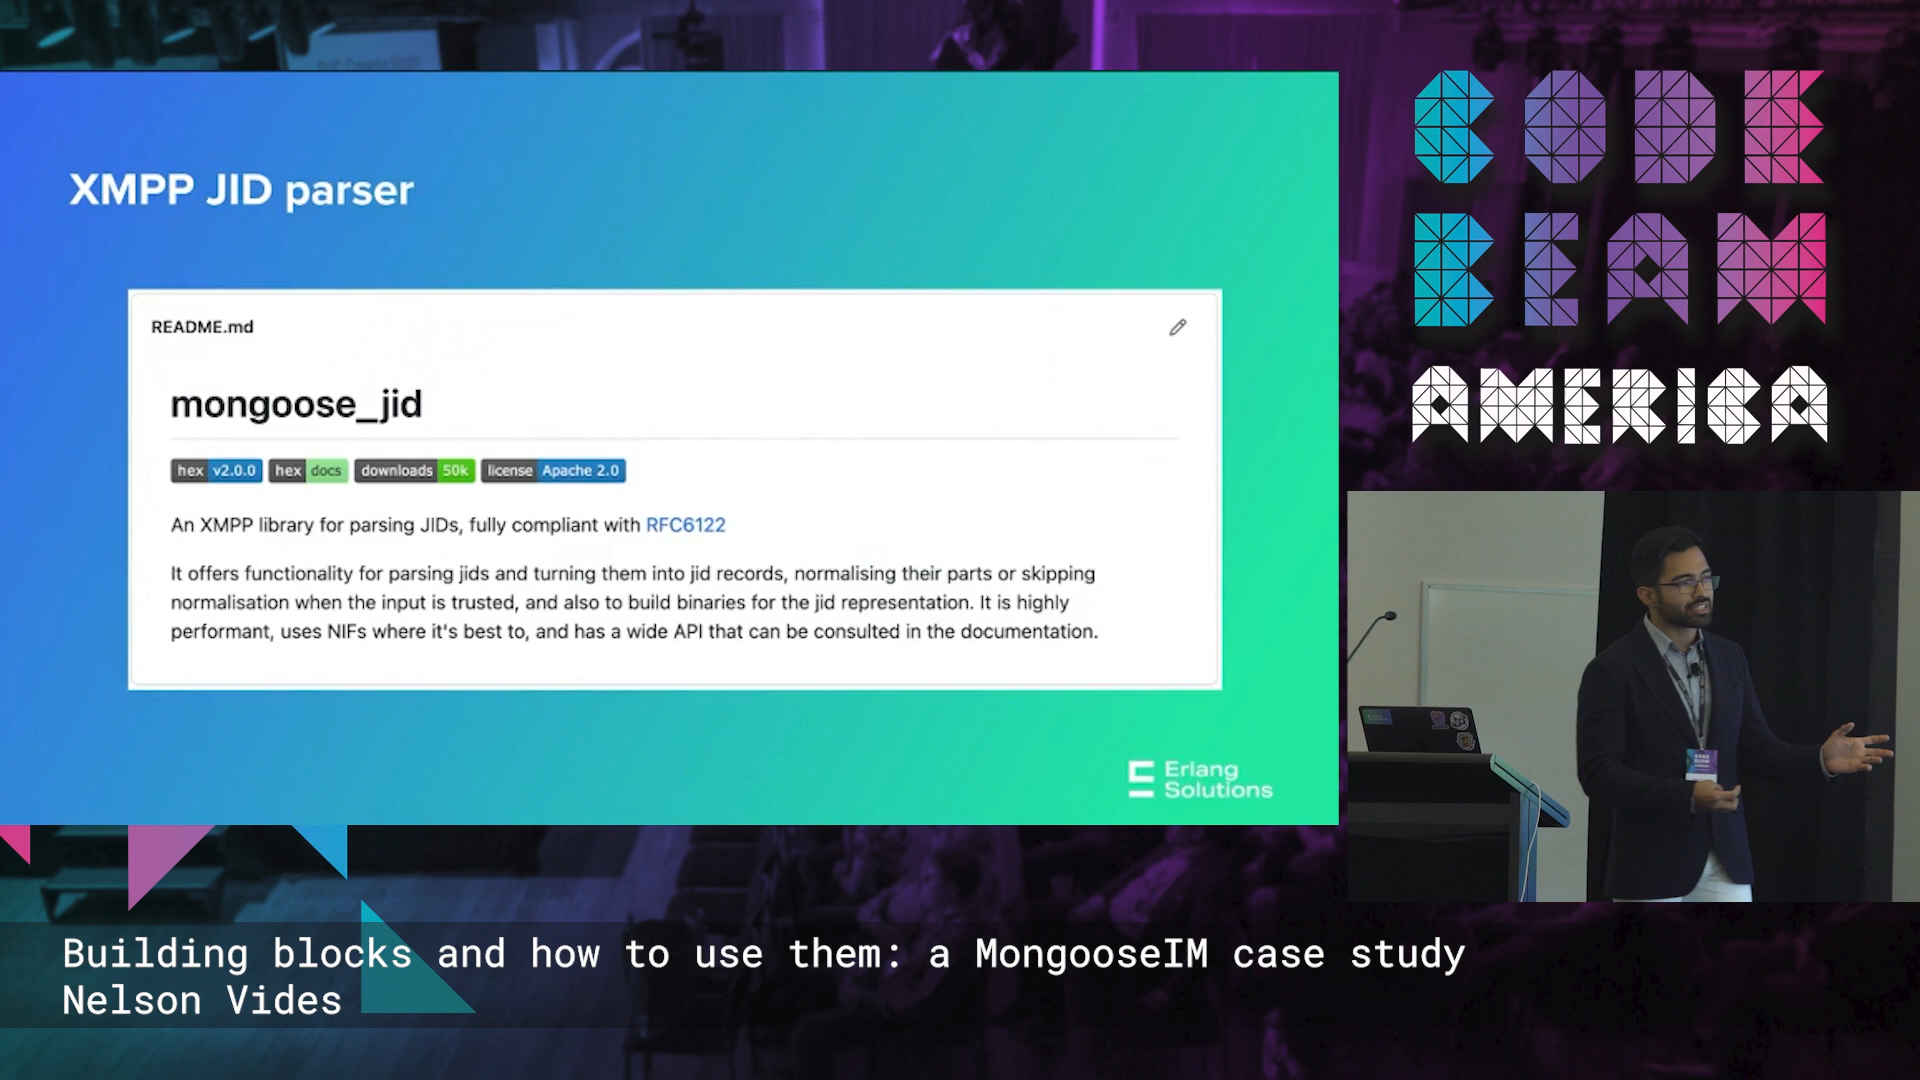 XMPP JID parser
README.md
mongoose_jid
hex v2.0.0 hex docs downloads 50k license Apache 2.0
An XMPP library for parsing JIDs, fully compliant with RFC6122
It offers functionality for parsing jids and turning them into jid records, normalising their parts or skipping
normalisation when the input is trusted, and also to build binaries for the jid representation. It is highly
performant, uses NIFs where it's best to, and has a wide API that can be consulted in the documentation.
Erlang
Solutions
CODE
BEAM
AMERICA
Building blocks and how to use them: a MongooseIM case study
Nelson Vides